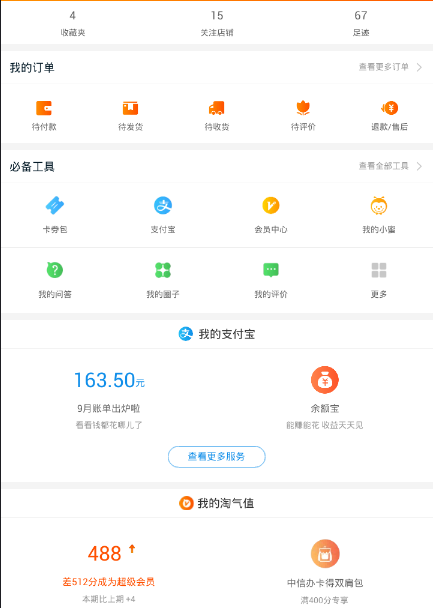 4 15 67
收藏夹 关注店铺 足迹
我的订单 查看更多订单
待付款 待发货 待收货 待评价 退款/售后
必备工具 查看全部工具
卡券包 支付宝 会员中心 我的小蜜
我的问答 我的圈子 我的评价 更多
我的支付宝
163.50元
9月账单出炉啦 余额宝
看看钱都花哪儿了 能赚能花 收益天天见
查看更多服务
我的淘气值
488
差512分成为超级会员 中信办卡得双肩包
本期比上期 +4 满400分专享